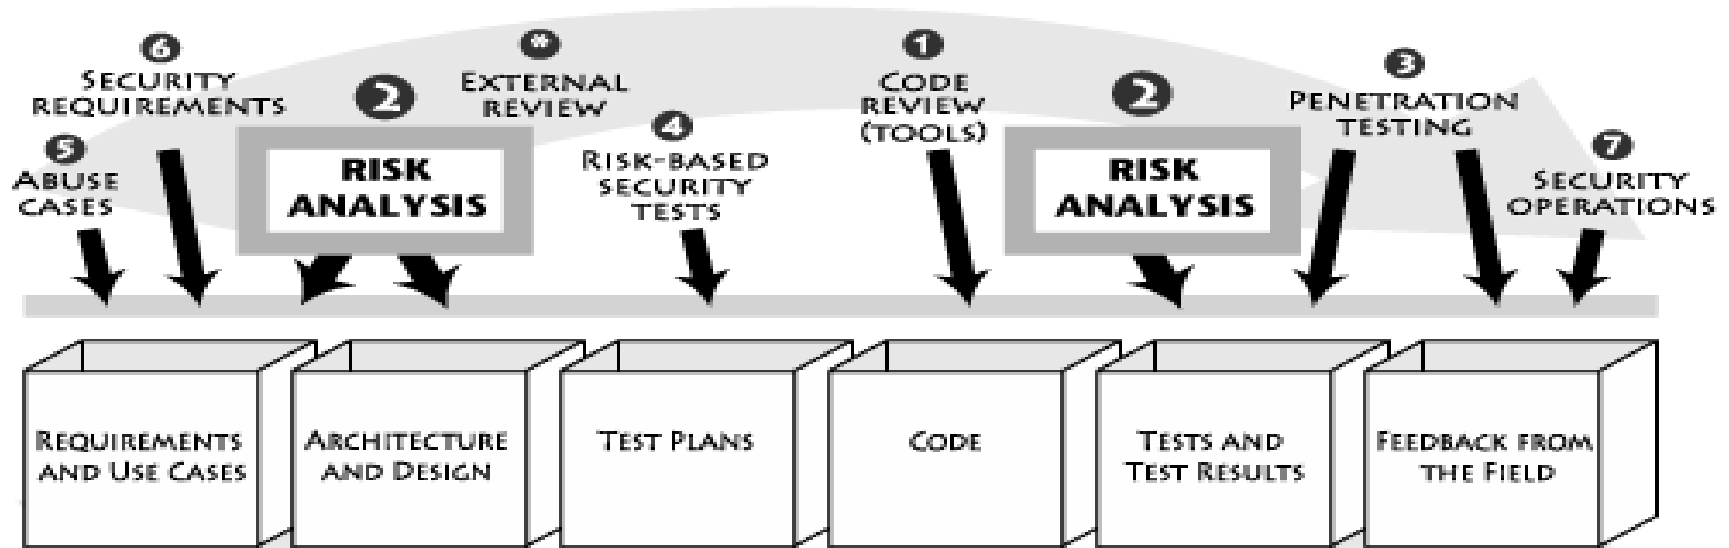 6
SECURITY
REQUIREMENTS
5
ABUSE
CASES
2
RISK
ANALYSIS
*
EXTERNAL
REVIEW
4
RISK-BASED
SECURITY
TESTS
1
CODE
REVIEW
(TOOLS)
2
RISK
ANALYSIS
3
PENETRATION
TESTING
7
SECURITY
OPERATIONS
REQUIREMENTS
AND USE CASES
ARCHITECTURE
AND DESIGN
TEST PLANS
CODE
TESTS AND
TEST RESULTS
FEEDBACK FROM
THE FIELD